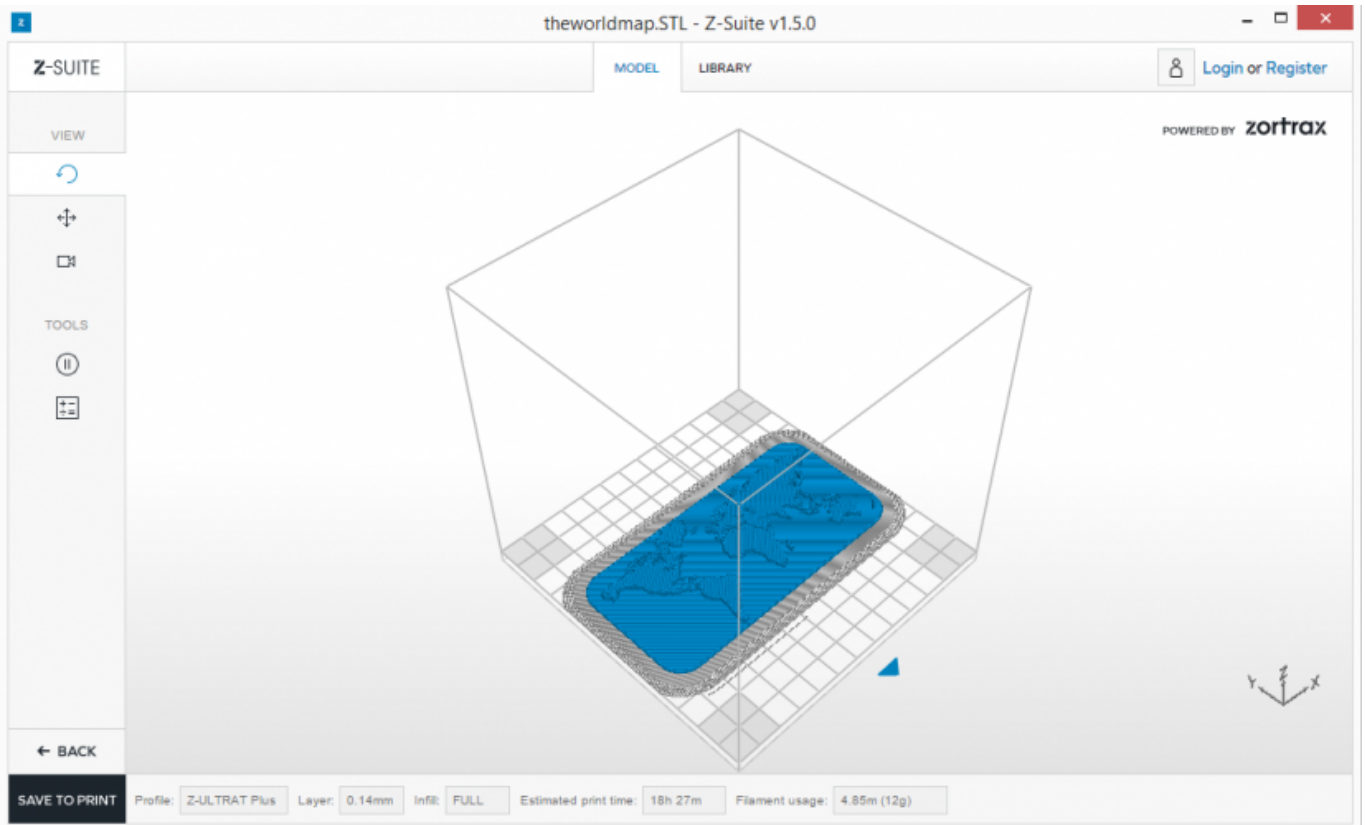 theworldmap.STL - Z-Suite v1.5.0
Z-SUITE
MODEL
LIBRARY
Login or Register
VIEW
POWERED BY zortrax
TOOLS
Y Z X
BACK
SAVE TO PRINT Profile: Z-ULTRAT Plus Layer: 0.14mm Infill: FULL Estimated print time: 18h 27m Filament usage: 4.85m (12g)